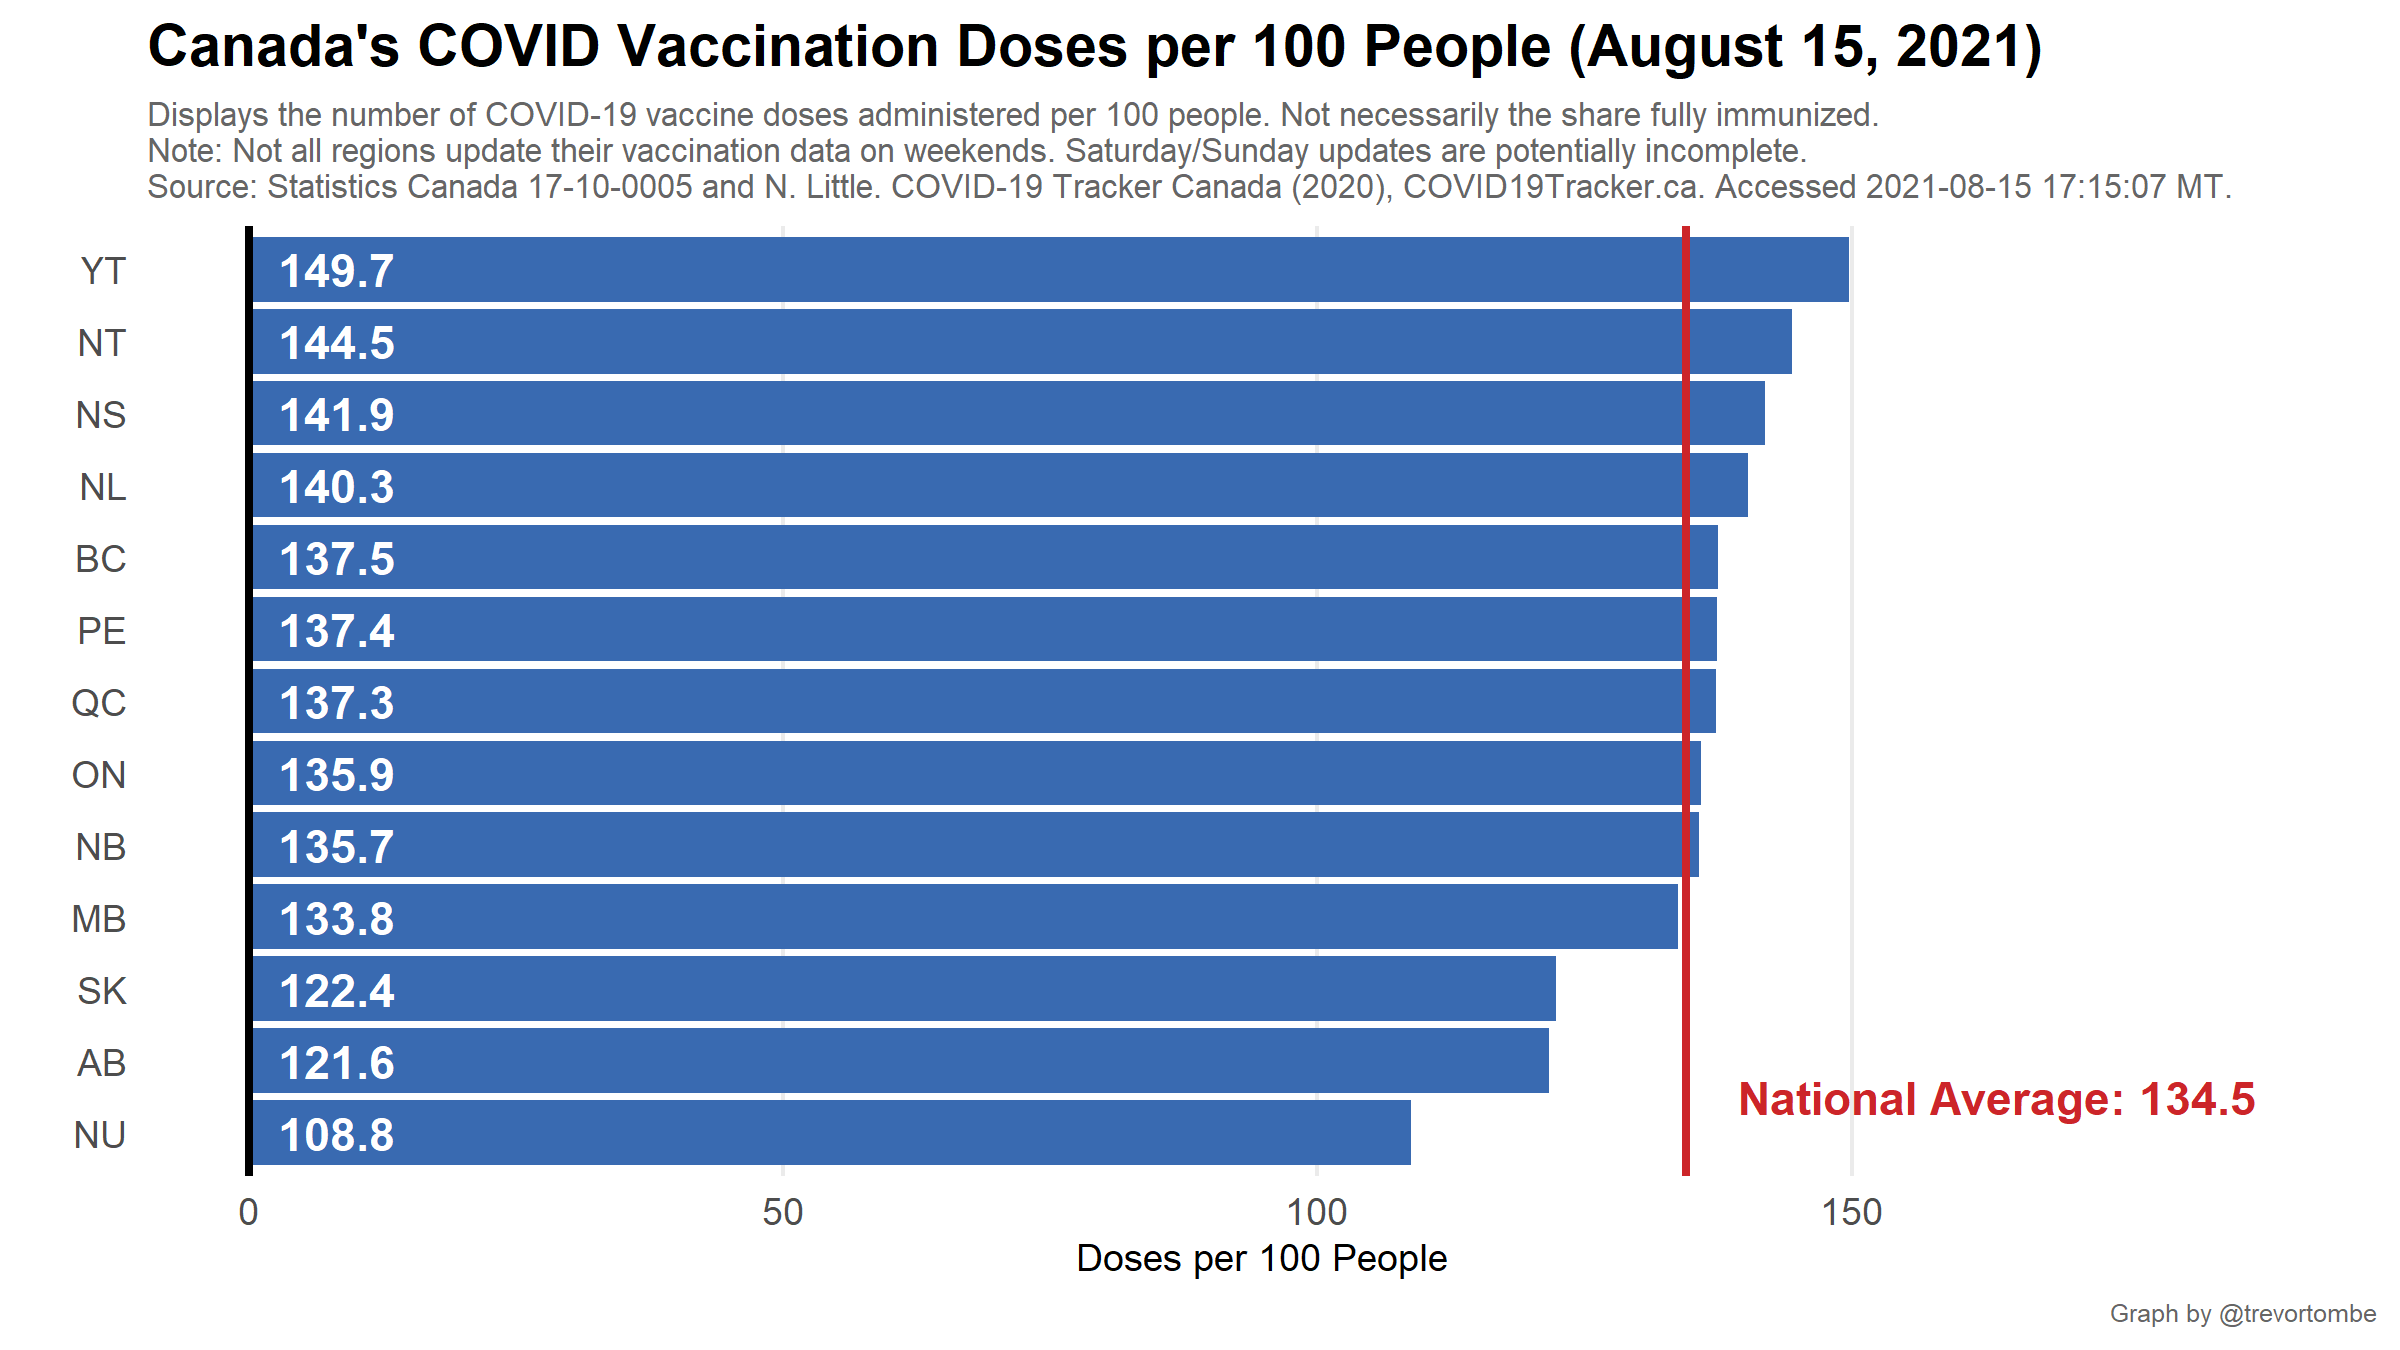 Canada's COVID Vaccination Doses per 100 People (August 15, 2021)
Displays the number of COVID-19 vaccine doses administered per 100 people. Not necessarily the share fully immunized.
Note: Not all regions update their vaccination data on weekends. Saturday/Sunday updates are potentially incomplete.
Source: Statistics Canada 17-10-0005 and N. Little. COVID-19 Tracker Canada (2020), COVID19Tracker.ca. Accessed 2021-08-15 17:15:07 MT.
YT 149.7
NT 144.5
NS 141.9
NL 140.3
BC 137.5
PE 137.4
QC 137.3
ON 135.9
NB 135.7
MB 133.8
SK 122.4
AB 121.6
National Average: 134.5
NU 108.8
0 50 100 150
Doses per 100 People
Graph by @trevortombe